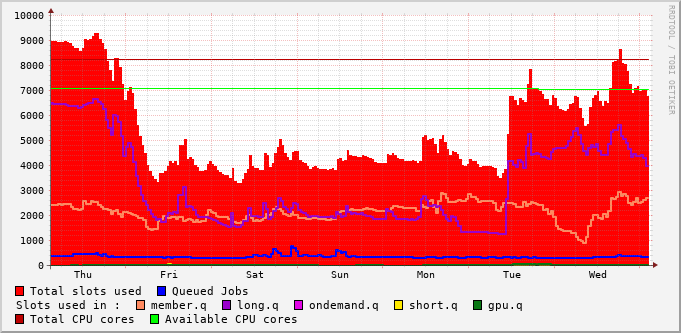 10000
9000
8000
7000
6000
5000
4000
3000
2000
1000
0
Thu Fri Sat Sun Mon Tue Wed
RRDTOOL / TOBI OETIKER
Total slots used Queued Jobs
Slots used in : member.q long.q ondemand.q short.q gpu.q
Total CPU cores Available CPU cores